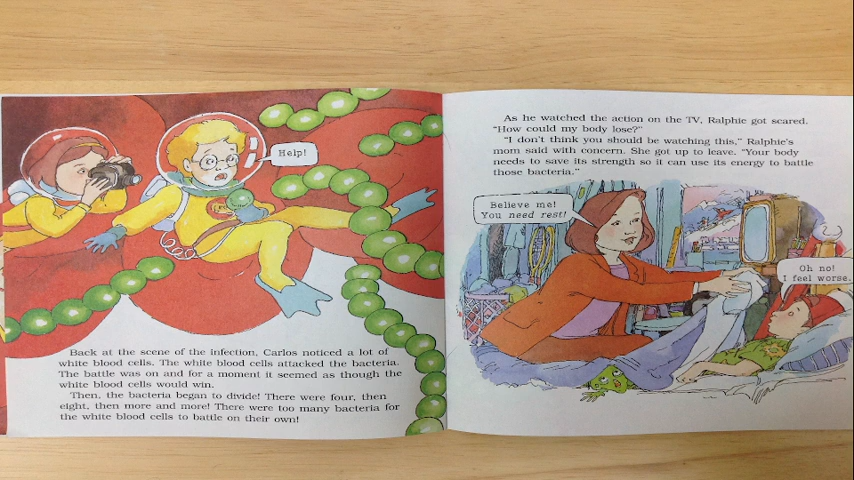 Help!
Back at the scene of the infection, Carlos noticed a lot of
white blood cells. The white blood cells attacked the bacteria.
The battle was on and for a moment it seemed as though the
white blood cells would win.
Then, the bacteria began to divide! There were four, then
eight, then more and more! There were too many bacteria for
the white blood cells to battle on their own!
As he watched the action on the TV, Ralphie got scared.
"How could my body lose?"
"I don't think you should be watching this," Ralphie's
mom said with concern. She got up to leave. "Your body
needs to save its strength so it can use its energy to battle
those bacteria."
Believe me!
You need rest!
Oh no!
I feel worse.